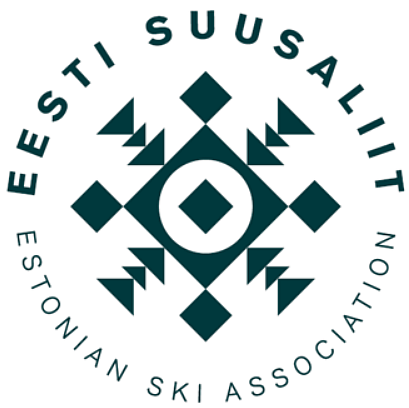 EESTI SUUSALIIT
ESTONIAN SKI ASSOCIATION